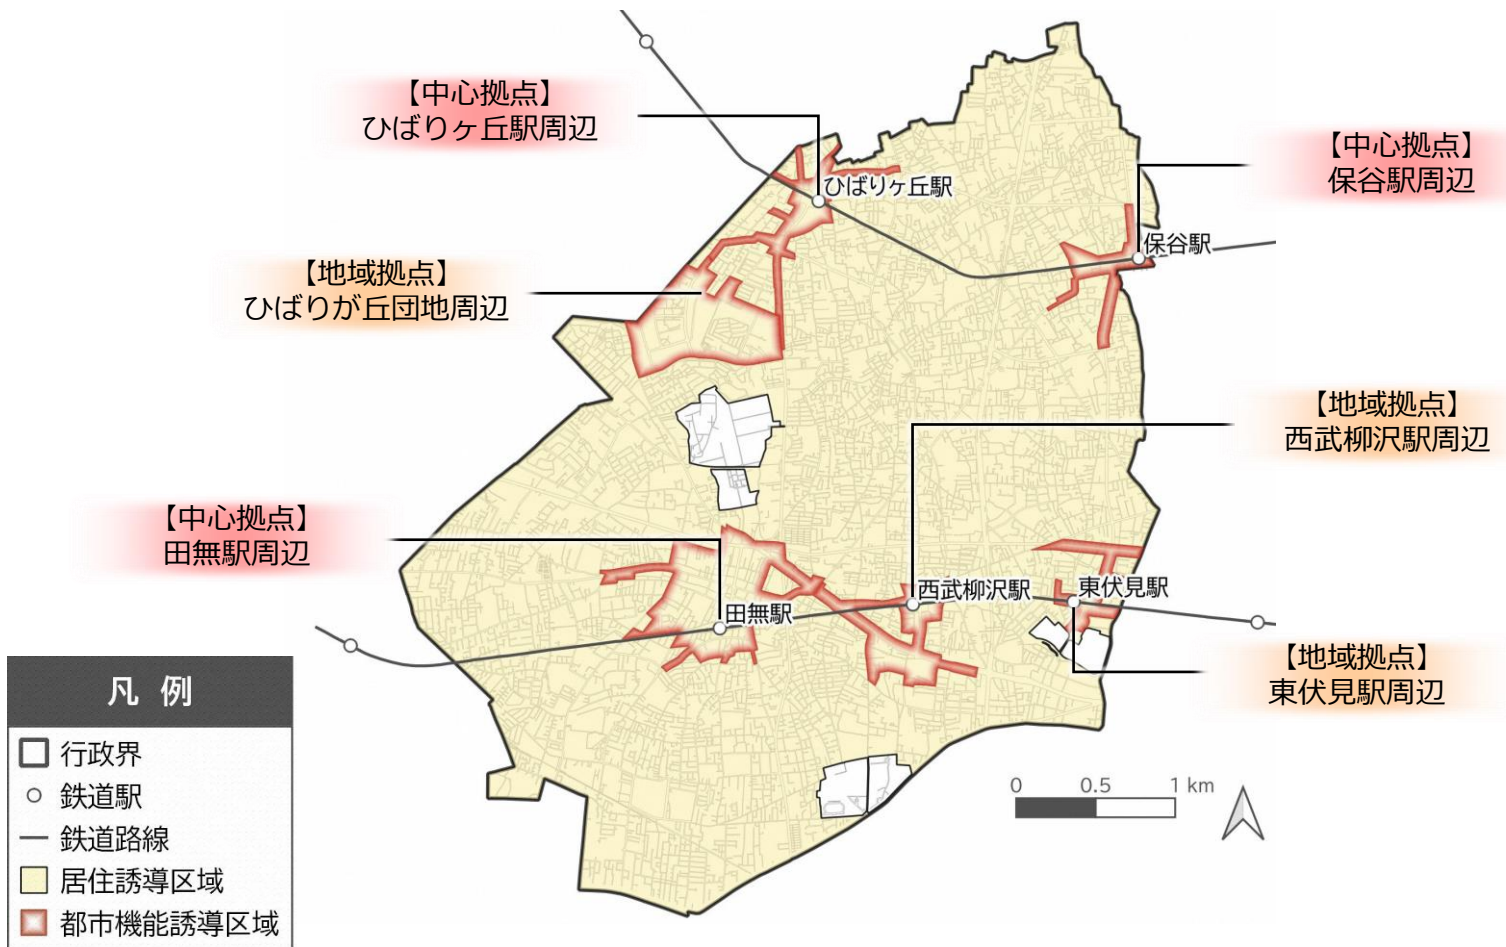 【中心拠点】
ひばりヶ丘駅周辺
【中心拠点】
保谷駅周辺
ひばりヶ丘駅
保谷駅
【地域拠点】
ひばりが丘団地周辺
【地域拠点】
西武柳沢駅周辺
【中心拠点】
田無駅周辺
西武柳沢駅
東伏見駅
田無駅
【地域拠点】
東伏見駅周辺
凡 例
行政界
鉄道駅
鉄道路線
居住誘導区域
都市機能誘導区域
0 0.5 1 km